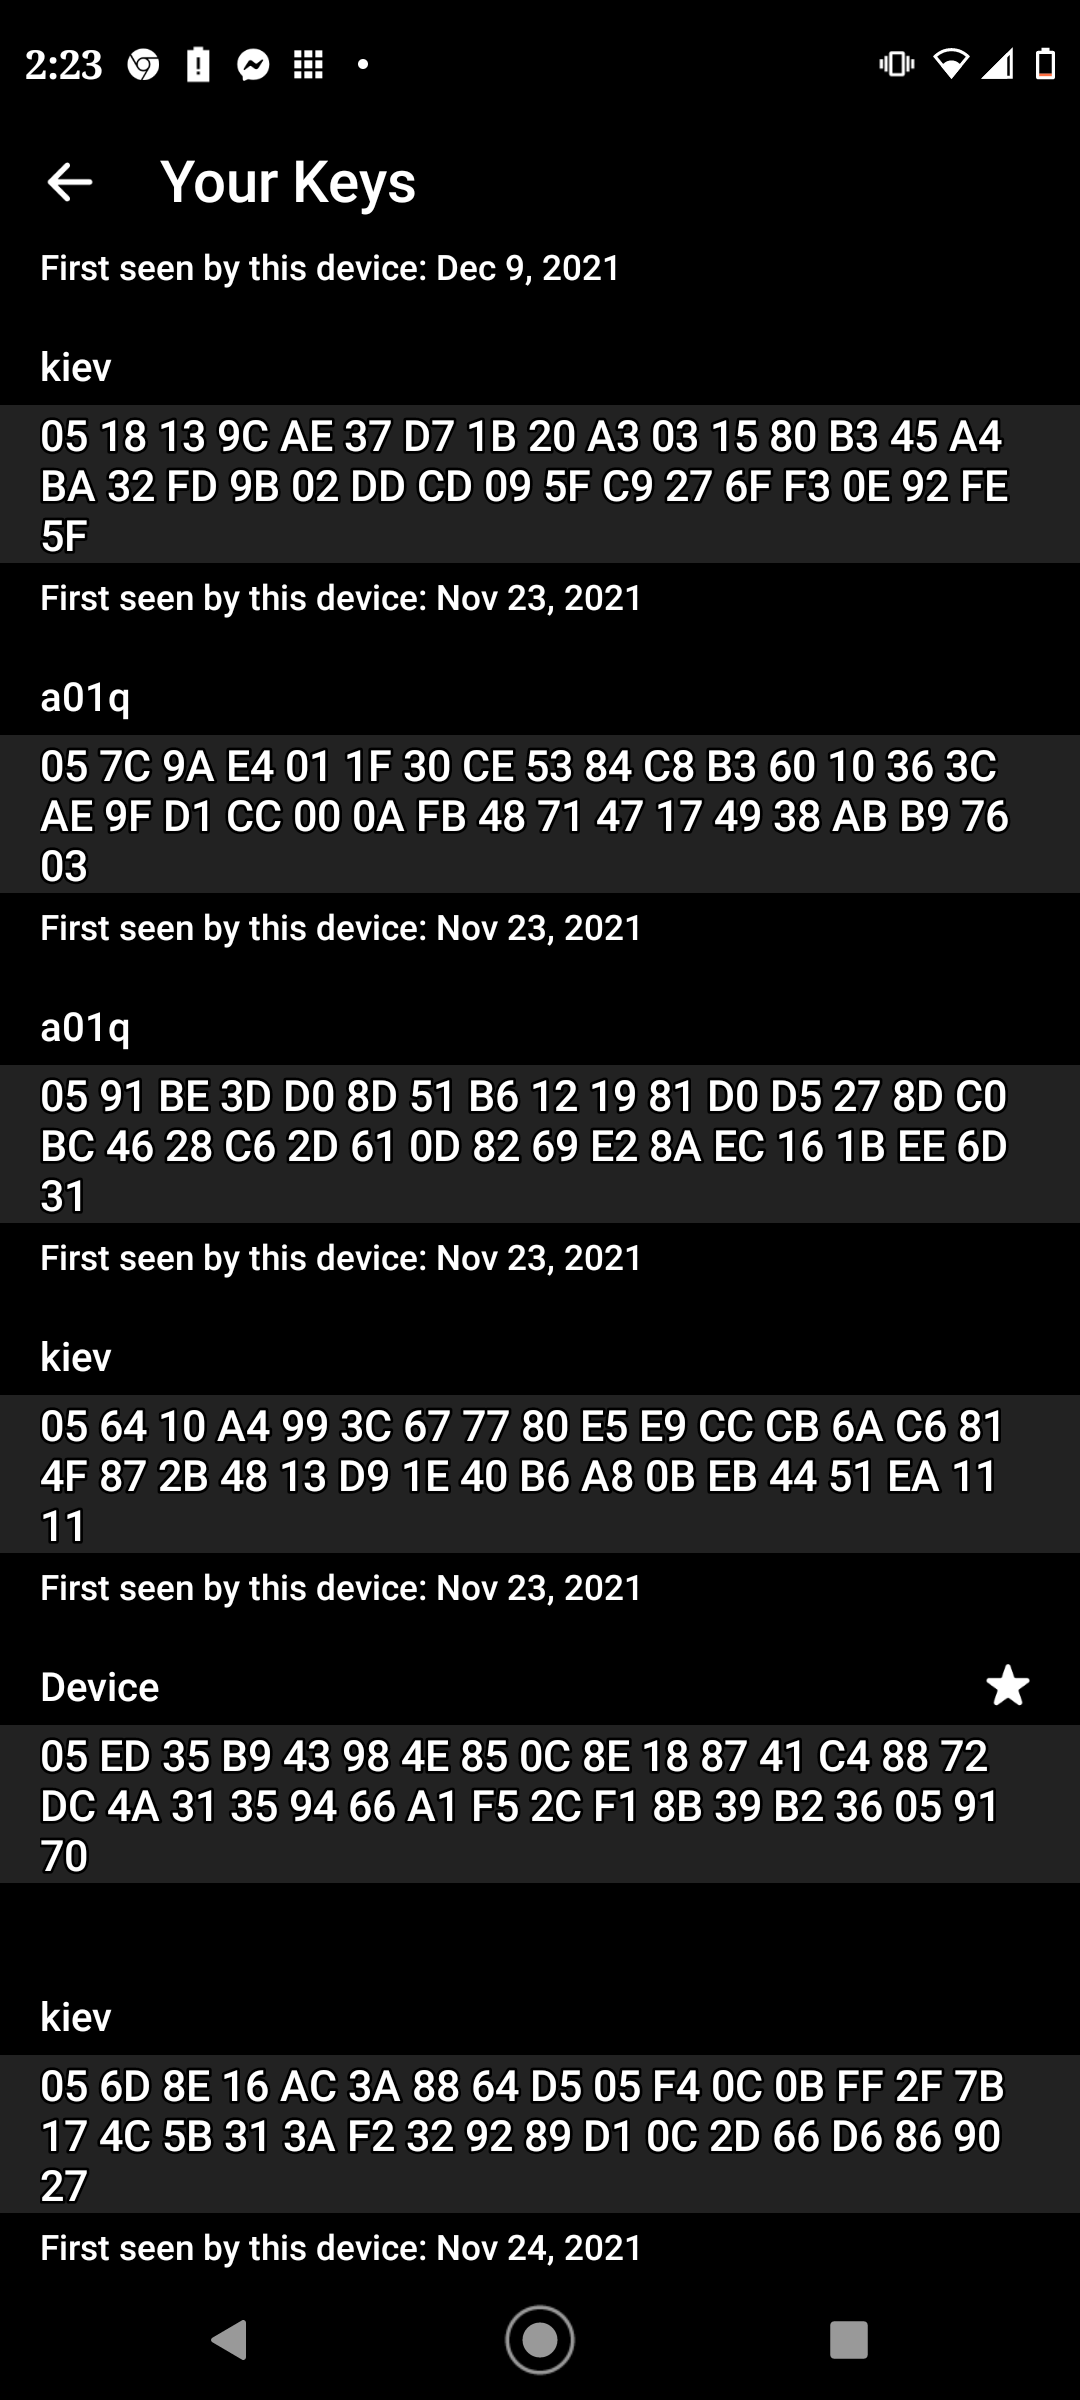 2:23
Your Keys
First seen by this device: Dec 9, 2021
kiev
05 18 13 9C AE 37 D7 1B 20 A3 03 15 80 B3 45 A4
BA 32 FD 9B 02 DD CD 09 5F C9 27 6F F3 0E 92 FE
5F
First seen by this device: Nov 23, 2021
a01q
05 7C 9A E4 01 1F 30 CE 53 84 C8 B3 60 10 36 3C
AE 9F D1 CC 00 0A FB 48 71 47 17 49 38 AB B9 76
03
First seen by this device: Nov 23, 2021
a01q
05 91 BE 3D D0 8D 51 B6 12 19 81 D0 D5 27 8D C0
BC 46 28 C6 2D 61 0D 82 69 E2 8A EC 16 1B EE 6D
31
First seen by this device: Nov 23, 2021
kiev
05 64 10 A4 99 3C 67 77 80 E5 E9 CC CB 6A C6 81
4F 87 2B 48 13 D9 1E 40 B6 A8 0B EB 44 51 EA 11
11
First seen by this device: Nov 23, 2021
Device
05 ED 35 B9 43 98 4E 85 0C 8E 18 87 41 C4 88 72
DC 4A 31 35 94 66 A1 F5 2C F1 8B 39 B2 36 05 91
70
kiev
05 6D 8E 16 AC 3A 88 64 D5 05 F4 0C 0B FF 2F 7B
17 4C 5B 31 3A F2 32 92 89 D1 0C 2D 66 D6 86 90
27
First seen by this device: Nov 24, 2021